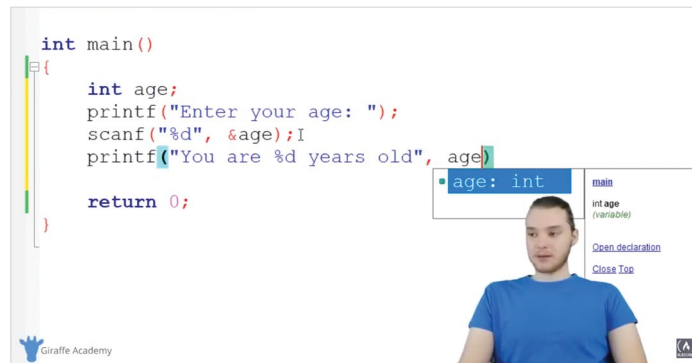 int main()
{
int age;
printf("Enter your age: ");
scanf("%d", &age);
printf("You are %d years old", age)
age: int
main
int age
(variable)
Open declaration
Close Top
return 0;
}
Giraffe Academy